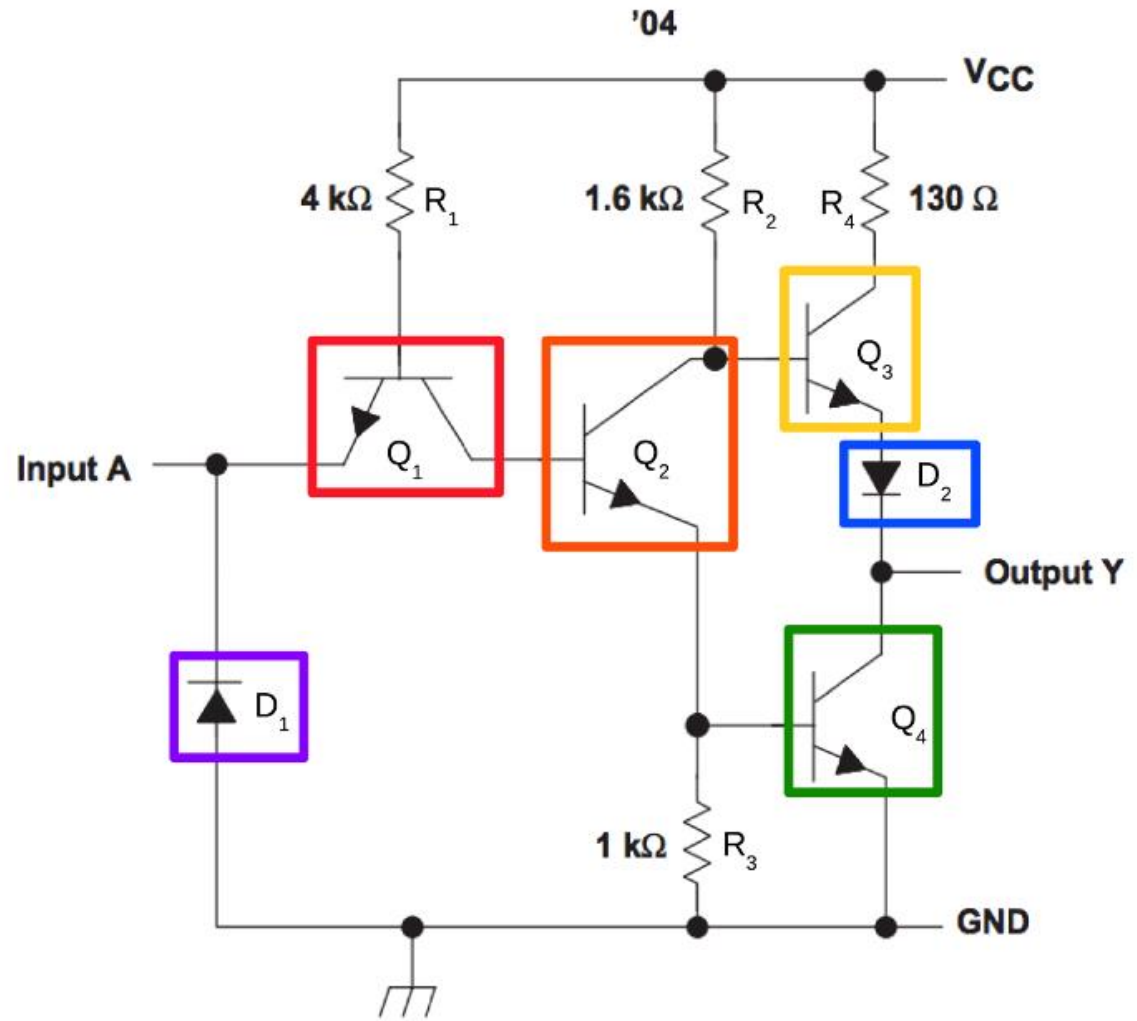 '04
VCC
4 kΩ R1 1.6 kΩ R2 R4 130 Ω
Q3
Q1
Q2
Input A
D2
Output Y
D1
Q4
1 kΩ R3
GND